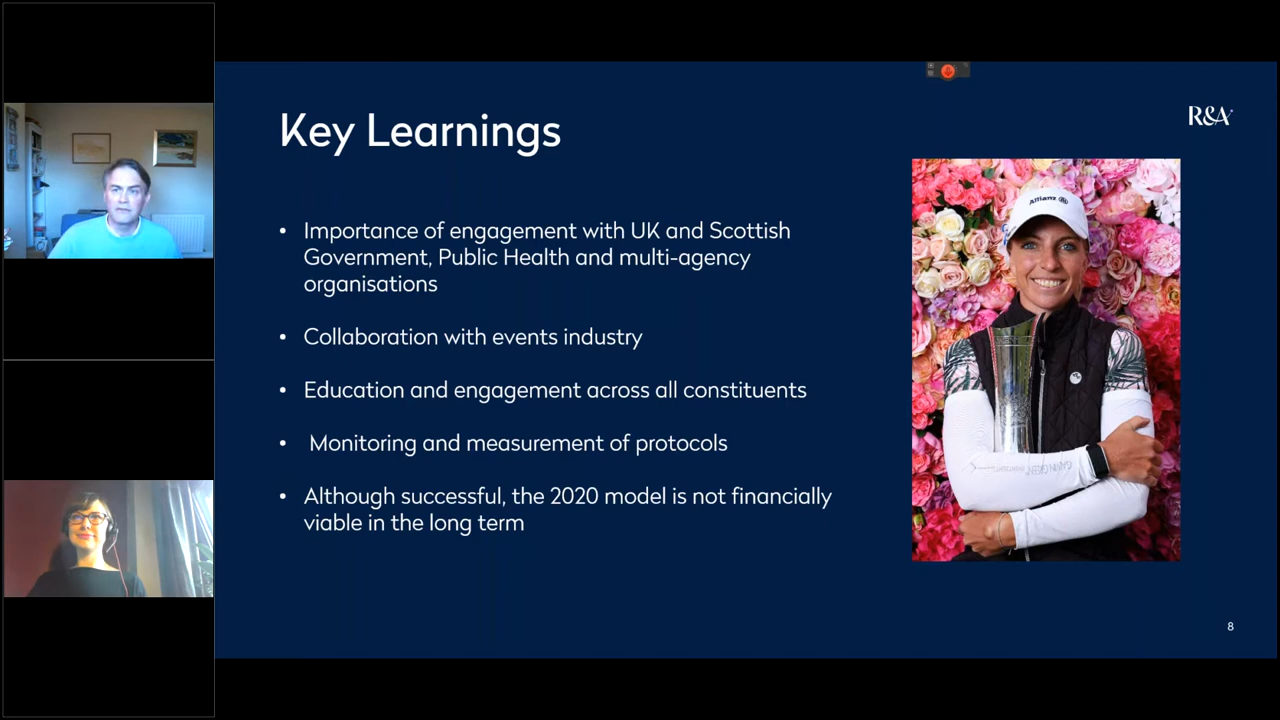 Key Learnings
R&A
• Importance of engagement with UK and Scottish
Government, Public Health and multi-agency
organisations
• Collaboration with events industry
• Education and engagement across all constituents
• Monitoring and measurement of protocols
• Although successful, the 2020 model is not financially
viable in the long term
Allianz
8